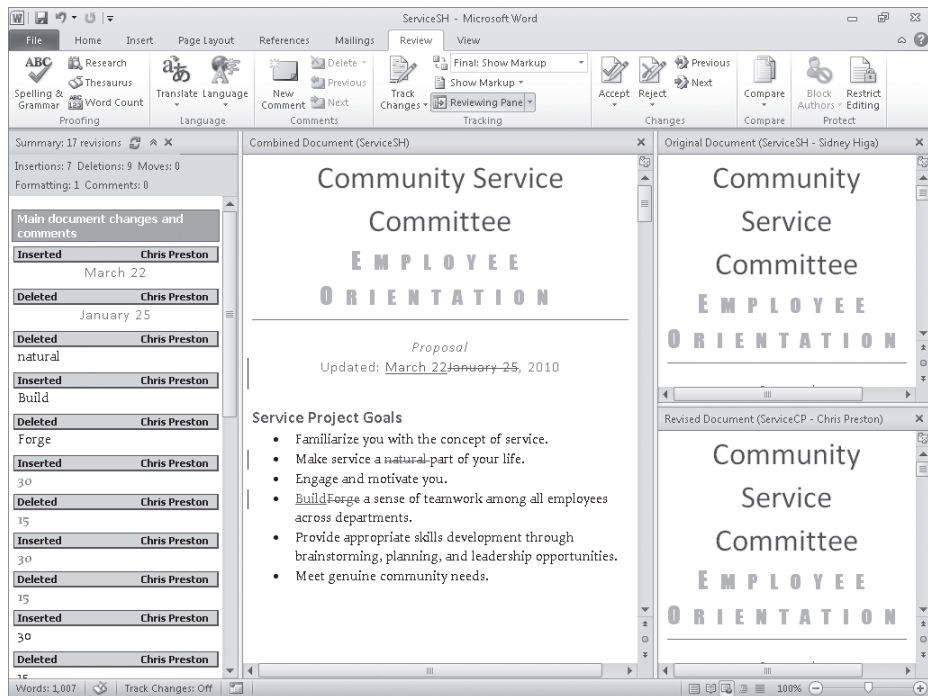 ServiceSH - Microsoft Word
File Home Insert Page Layout References Mailings Review View
ABC Spelling & Grammar
Research
Thesaurus
ABC 123 Word Count
Proofing
Translate Language
Language
New Comment
Delete
Previous
Next
Comments
Track Changes
Final: Show Markup
Show Markup
Reviewing Pane
Tracking
Accept Reject
Previous
Next
Changes
Compare
Compare
Block Authors
Restrict Editing
Protect
Summary: 17 revisions
Insertions: 7 Deletions: 9 Moves: 0
Formatting: 1 Comments: 0
Main document changes and
comments
Inserted Chris Preston
March 22
Deleted Chris Preston
January 25
Deleted Chris Preston
natural
Inserted Chris Preston
Build
Deleted Chris Preston
Forge
Inserted Chris Preston
30
Deleted Chris Preston
15
Inserted Chris Preston
30
Deleted Chris Preston
15
Inserted Chris Preston
30
Deleted Chris Preston
15
Combined Document (ServiceSH)
Community Service
Committee
EMPLOYEE
ORIENTATION
Proposal
Updated: March 22January 25, 2010
Service Project Goals
• Familiarize you with the concept of service.
• Make service a natural part of your life.
• Engage and motivate you.
• BuildForge a sense of teamwork among all employees
across departments.
• Provide appropriate skills development through
brainstorming, planning, and leadership opportunities.
• Meet genuine community needs.
Original Document (ServiceSH - Sidney Higa)
Community
Service
Committee
EMPLOYEE
ORIENTATION
Revised Document (ServiceCP - Chris Preston)
Community
Service
Committee
EMPLOYEE
ORIENTATION
Words: 1,007 Track Changes: Off 100%